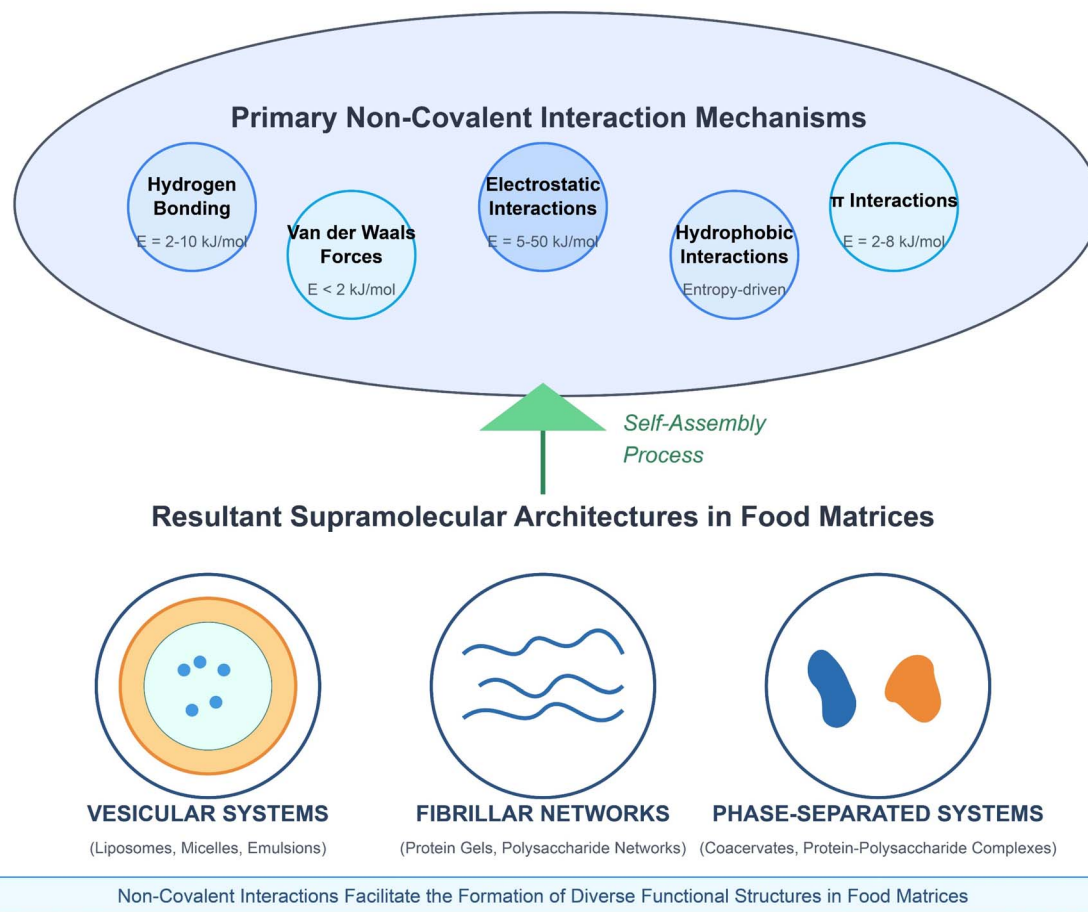 Primary Non-Covalent Interaction Mechanisms
Hydrogen
Bonding
E = 2-10 kJ/mol
Van der Waals
Forces
E < 2 kJ/mol
Electrostatic
Interactions
E = 5-50 kJ/mol
Hydrophobic
Interactions
Entropy-driven
π Interactions
E = 2-8 kJ/mol
Self-Assembly
Process
Resultant Supramolecular Architectures in Food Matrices
VESICULAR SYSTEMS
(Liposomes, Micelles, Emulsions)
FIBRILLAR NETWORKS
(Protein Gels, Polysaccharide Networks)
PHASE-SEPARATED SYSTEMS
(Coacervates, Protein-Polysaccharide Complexes)
Non-Covalent Interactions Facilitate the Formation of Diverse Functional Structures in Food Matrices